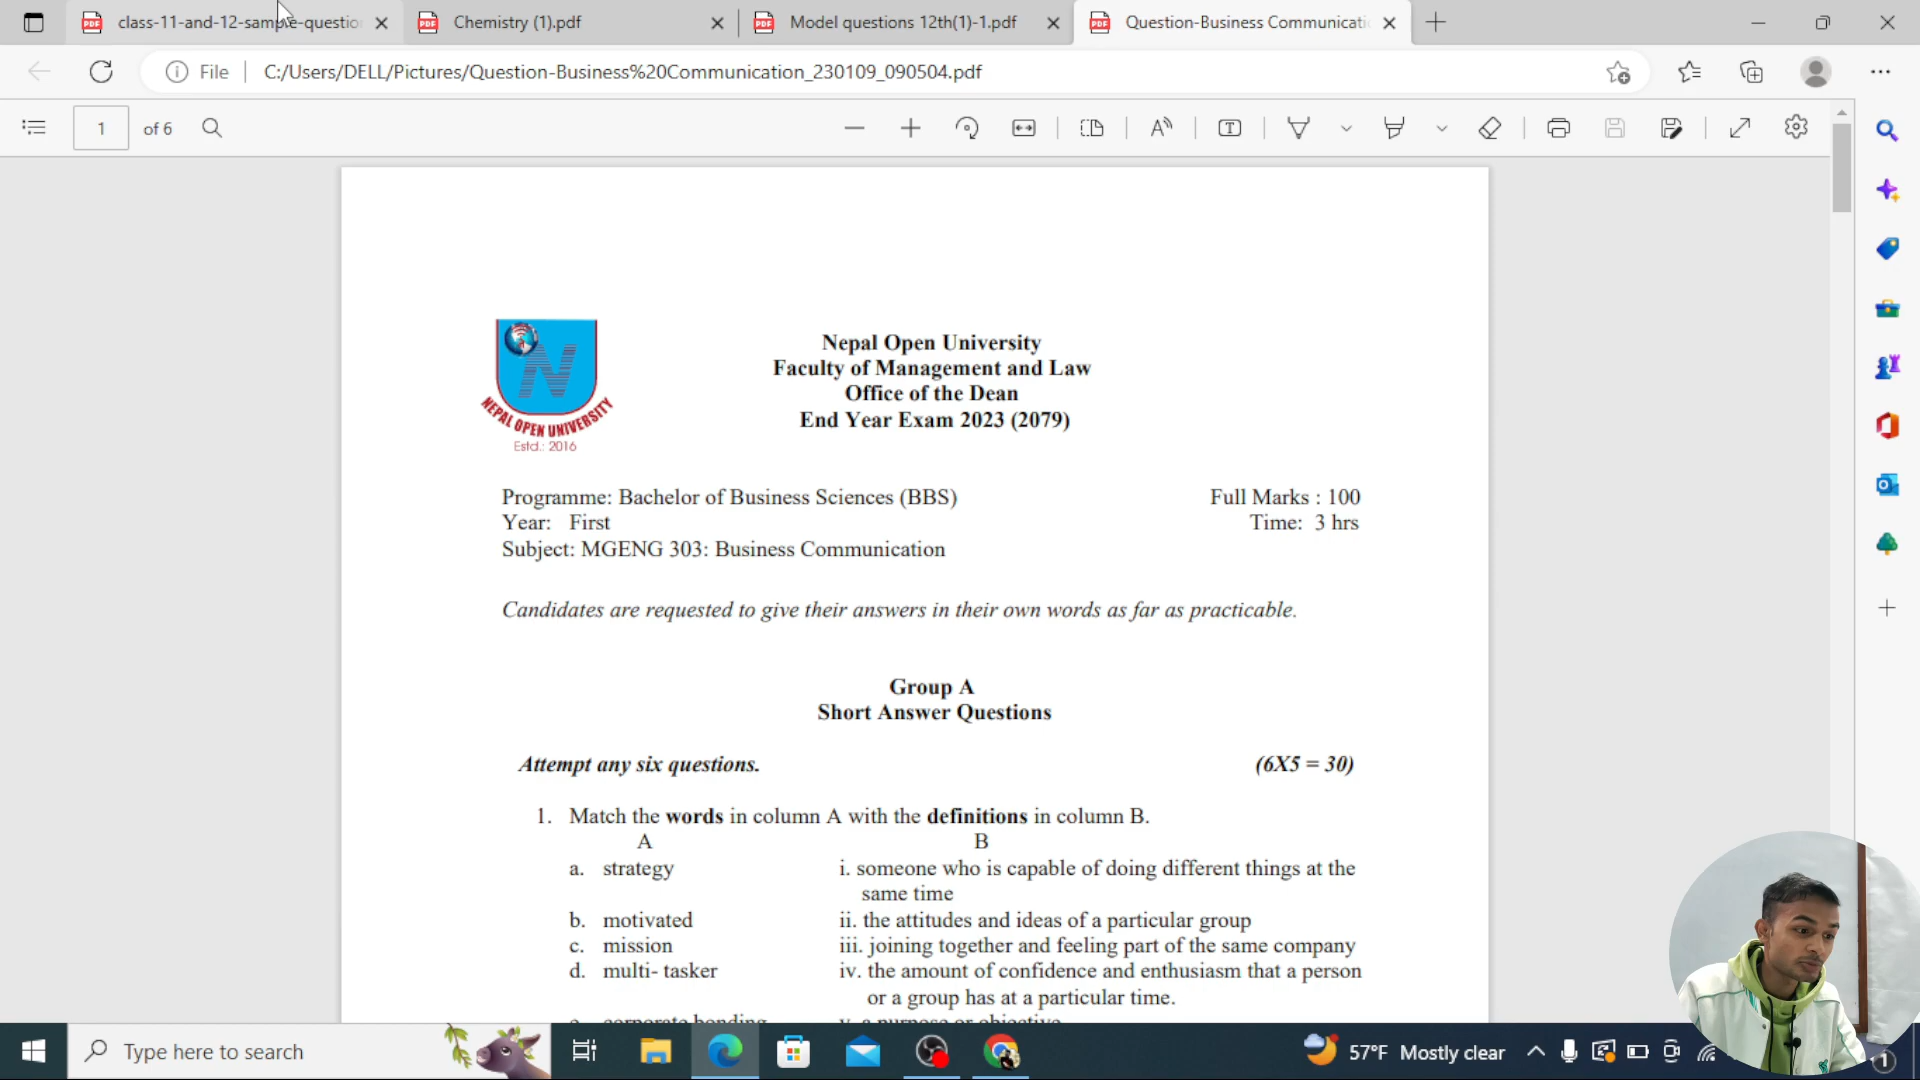 class-11-and-12-sample-questio
Chemistry (1).pdf
Model questions 12th(1)-1.pdf
Question-Business Communicati
File
C:/Users/DELL/Pictures/Question-Business%20Communication_230109_090504.pdf
1 of 6
N
NEPAL OPEN UNIVERSITY
Estd.: 2016
Nepal Open University
Faculty of Management and Law
Office of the Dean
End Year Exam 2023 (2079)
Programme: Bachelor of Business Sciences (BBS)
Full Marks : 100
Year: First
Time: 3 hrs
Subject: MGENG 303: Business Communication
Candidates are requested to give their answers in their own words as far as practicable.
Group A
Short Answer Questions
Attempt any six questions. (6X5 = 30)
1. Match the words in column A with the definitions in column B.
A B
a. strategy i. someone who is capable of doing different things at the
same time
b. motivated ii. the attitudes and ideas of a particular group
c. mission iii. joining together and feeling part of the same company
d. multi- tasker iv. the amount of confidence and enthusiasm that a person
or a group has at a particular time.
e. corporate bonding v. a purpose or objective
Type here to search
57°F Mostly clear
1